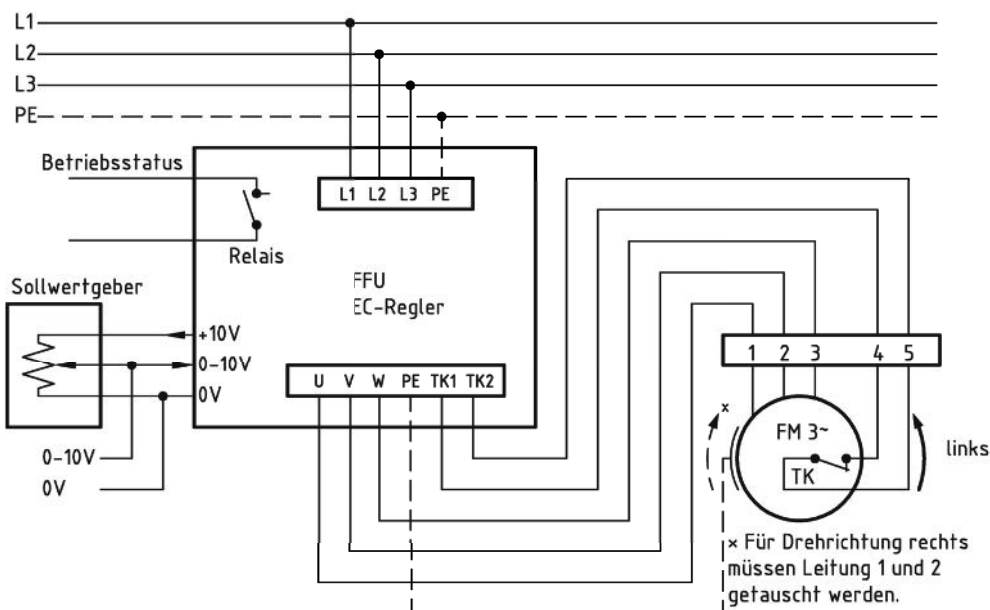 L1
L2
L3
PE
Betriebsstatus
L1 L2 L3 PE
Relais
FFU
EC-Regler
Sollwertgeber
+10V
0-10V
0V
0-10V
0V
U V W PE TK1 TK2
1 2 3 4 5
×
FM 3~
TK
links
× Für Drehrichtung rechts
müssen Leitung 1 und 2
getauscht werden.